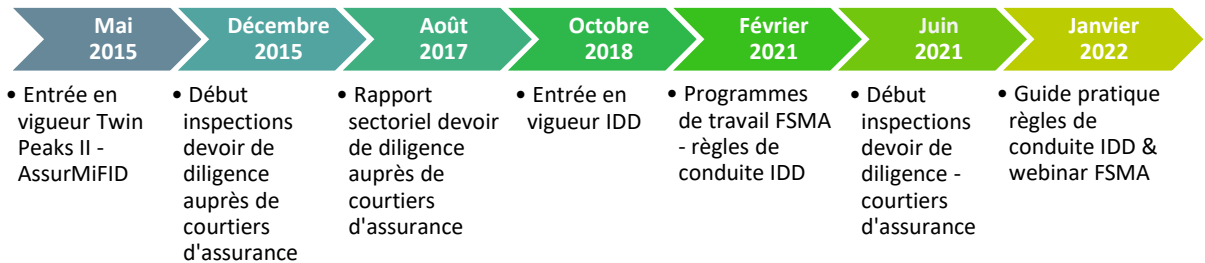 Mai
2015
Décembre
2015
Août
2017
Octobre
2018
Février
2021
Juin
2021
Janvier
2022
• Entrée en
vigueur Twin
Peaks II -
AssurMiFID
• Début
inspections
devoir de
diligence
auprès de
courtiers
d'assurance
• Rapport
sectoriel devoir
de diligence
auprès de
courtiers
d'assurance
• Entrée en
vigueur IDD
• Programmes
de travail FSMA
- règles de
conduite IDD
• Début
inspections
devoir de
diligence -
courtiers
d'assurance
• Guide pratique
règles de
conduite IDD &
webinar FSMA